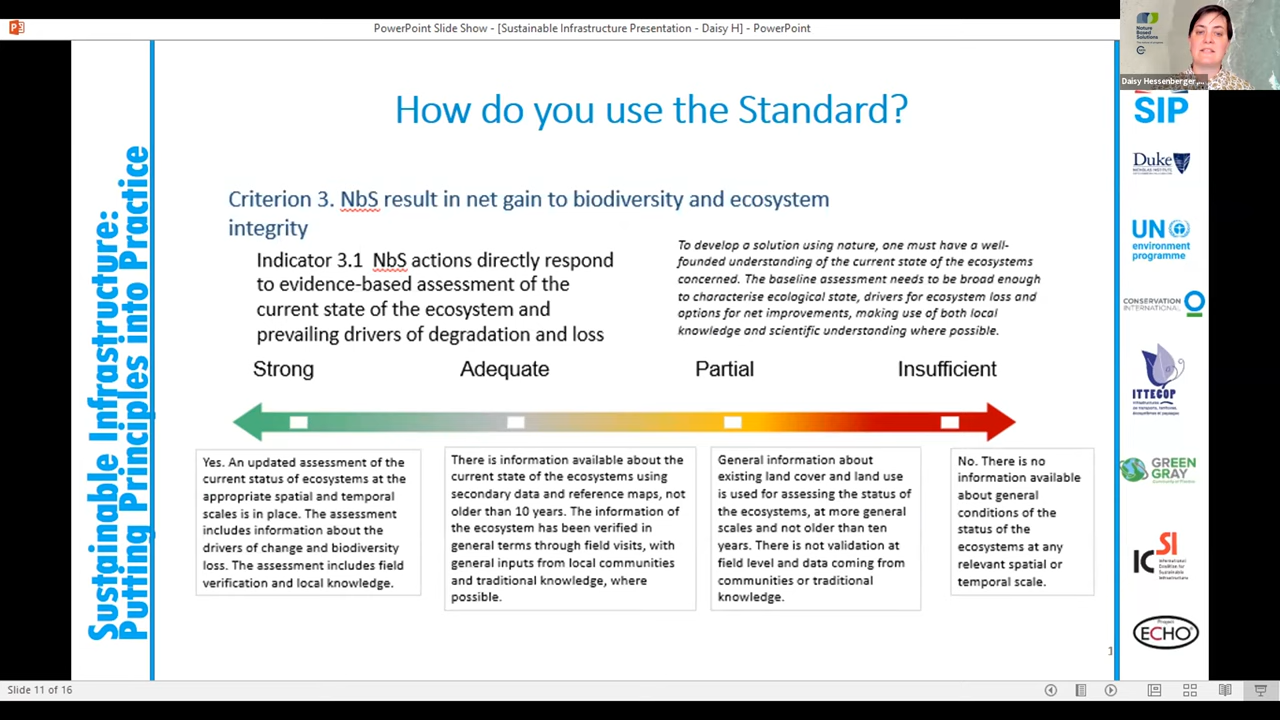 PowerPoint Slide Show - [Sustainable Infrastructure Presentation - Daisy H] - PowerPoint
Nature
Based
Solutions
Daisy Hessenberger,...
Sustainable Infrastructure:
Putting Principles into Practice
How do you use the Standard?
Criterion 3. NbS result in net gain to biodiversity and ecosystem
integrity
Indicator 3.1 NbS actions directly respond
to evidence-based assessment of the
current state of the ecosystem and
prevailing drivers of degradation and loss
To develop a solution using nature, one must have a well-
founded understanding of the current state of the ecosystems
concerned. The baseline assessment needs to be broad enough
to characterise ecological state, drivers for ecosystem loss and
options for net improvements, making use of both local
knowledge and scientific understanding where possible.
Strong
Adequate
Partial
Insufficient
Yes. An updated assessment of the
current status of ecosystems at the
appropriate spatial and temporal
scales is in place. The assessment
includes information about the
drivers of change and biodiversity
loss. The assessment includes field
verification and local knowledge.
There is information available about the
current state of the ecosystems using
secondary data and reference maps, not
older than 10 years. The information of
the ecosystem has been verified in
general terms through field visits, with
general inputs from local communities
and traditional knowledge, where
possible.
General information about
existing land cover and land use
is used for assessing the status of
the ecosystems, at more general
scales and not older than ten
years. There is not validation at
field level and data coming from
communities or traditional
knowledge.
No. There is no
information available
about general
conditions of the
status of the
ecosystems at any
relevant spatial or
temporal scale.
1
SIP
Duke
UN
environment
programme
CONSERVATION
INTERNATIONAL
ITTECOP
GREEN
GRAY
ICSI
International
Coalition for
Sustainable
Infrastructure
Project
ECHO
Slide 11 of 16